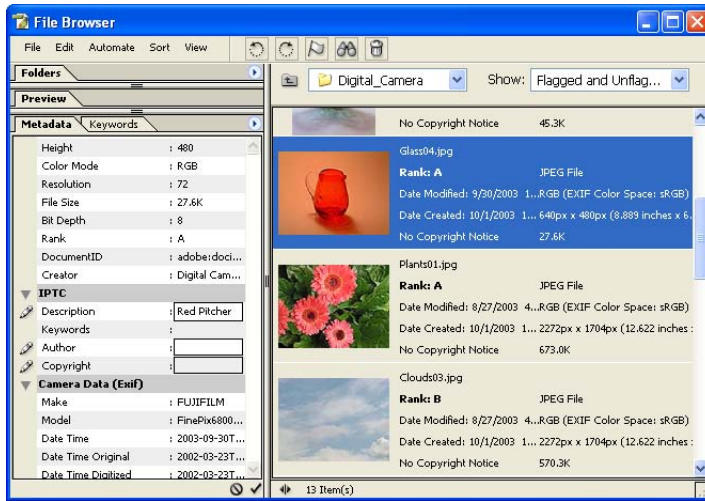 File Browser
File Edit Automate Sort View
Folders
Preview
Metadata Keywords
Height : 480
Color Mode : RGB
Resolution : 72
File Size : 27.6K
Bit Depth : 8
Rank : A
DocumentID : adobe:doci...
Creator : Digital Cam...
IPTC
Description : Red Pitcher
Keywords :
Author :
Copyright :
Camera Data (Exif)
Make : FUJIFILM
Model : FinePix6800...
Date Time : 2003-09-30T...
Date Time Original : 2002-03-23T...
Date Time Digitized : 2002-03-23T...
Digital_Camera Show: Flagged and Unflag...
No Copyright Notice 45.3K
Glass04.jpg
Rank: A JPEG File
Date Modified: 9/30/2003 1...RGB (EXIF Color Space: sRGB)
Date Created: 10/1/2003 1... 640px x 480px (8.889 inches x 6.
No Copyright Notice 27.6K
Plants01.jpg
Rank: A JPEG File
Date Modified: 8/27/2003 4...RGB (EXIF Color Space: sRGB)
Date Created: 10/1/2003 1... 2272px x 1704px (12.622 inches :
No Copyright Notice 673.0K
Clouds03.jpg
Rank: B JPEG File
Date Modified: 8/27/2003 4...RGB (EXIF Color Space: sRGB)
Date Created: 10/1/2003 1... 2272px x 1704px (12.622 inches :
No Copyright Notice 570.3K
13 Item(s)